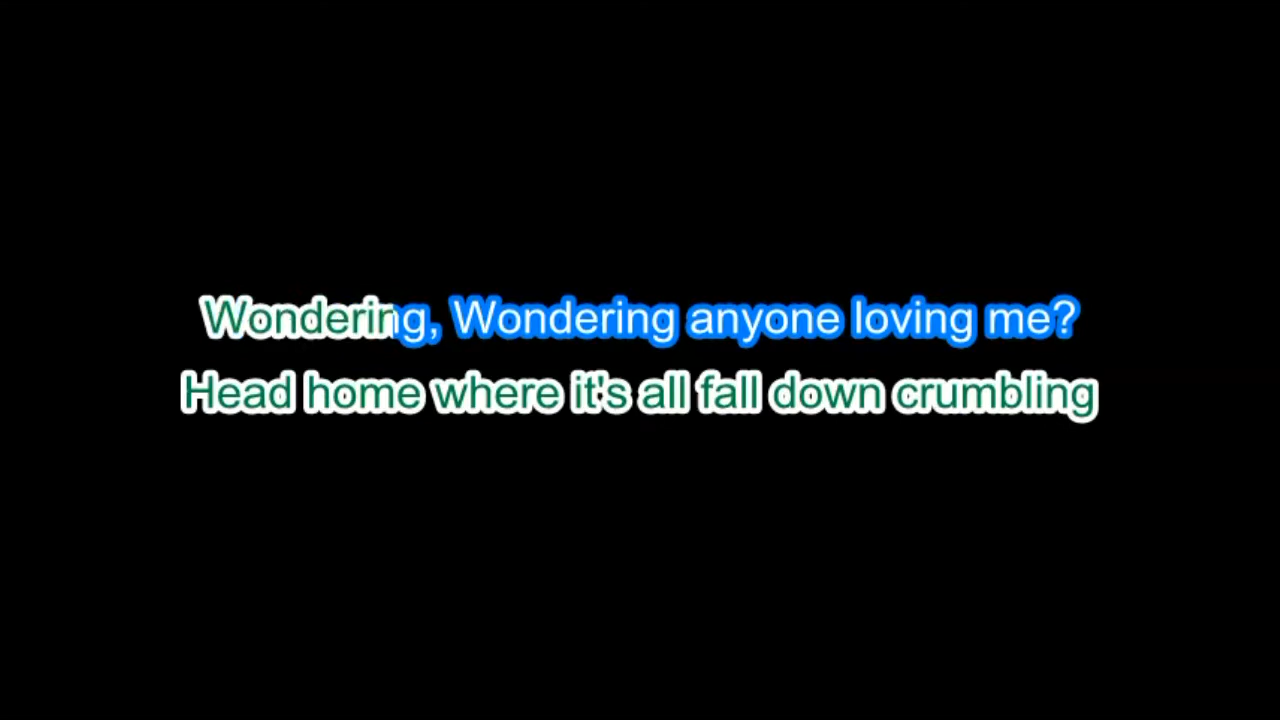 Wondering, Wondering anyone loving me?
Head home where it's all fall down crumbling